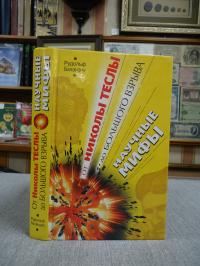 НАУЧНЫЕ МИФЫ
ОТ НИКОЛЫ ТЕСЛЫ
ДО БОЛЬШОГО ВЗРЫВА
Рудольф Баландин
ОТ НИКОЛЫ ТЕСЛЫ
ДО БОЛЬШОГО ВЗРЫВА
НАУЧНЫЕ
МИФЫ